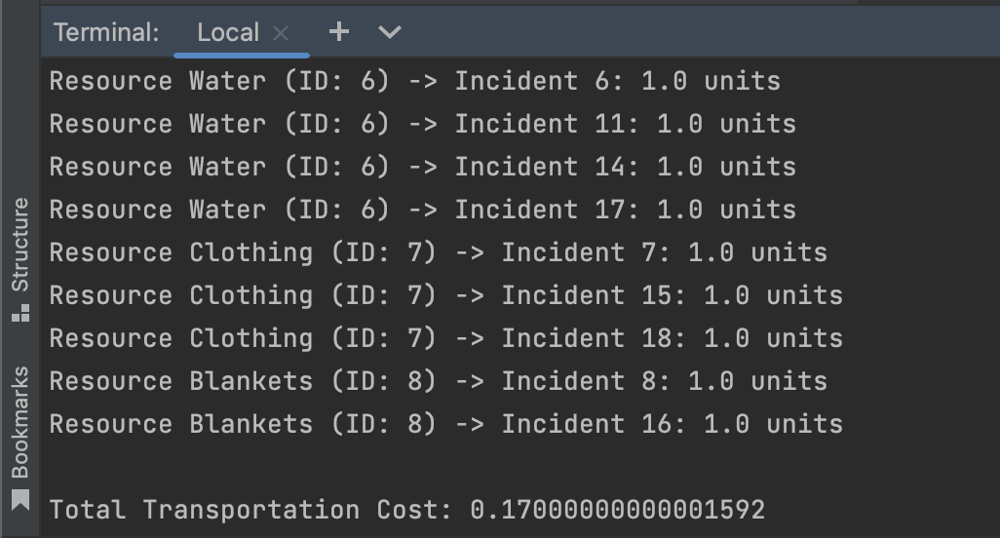 Terminal: Local
Resource Water (ID: 6) -> Incident 6: 1.0 units
Resource Water (ID: 6) -> Incident 11: 1.0 units
Resource Water (ID: 6) -> Incident 14: 1.0 units
Resource Water (ID: 6) -> Incident 17: 1.0 units
Resource Clothing (ID: 7) -> Incident 7: 1.0 units
Resource Clothing (ID: 7) -> Incident 15: 1.0 units
Resource Clothing (ID: 7) -> Incident 18: 1.0 units
Resource Blankets (ID: 8) -> Incident 8: 1.0 units
Resource Blankets (ID: 8) -> Incident 16: 1.0 units
Total Transportation Cost: 0.17000000000001592
Structure
Bookmarks